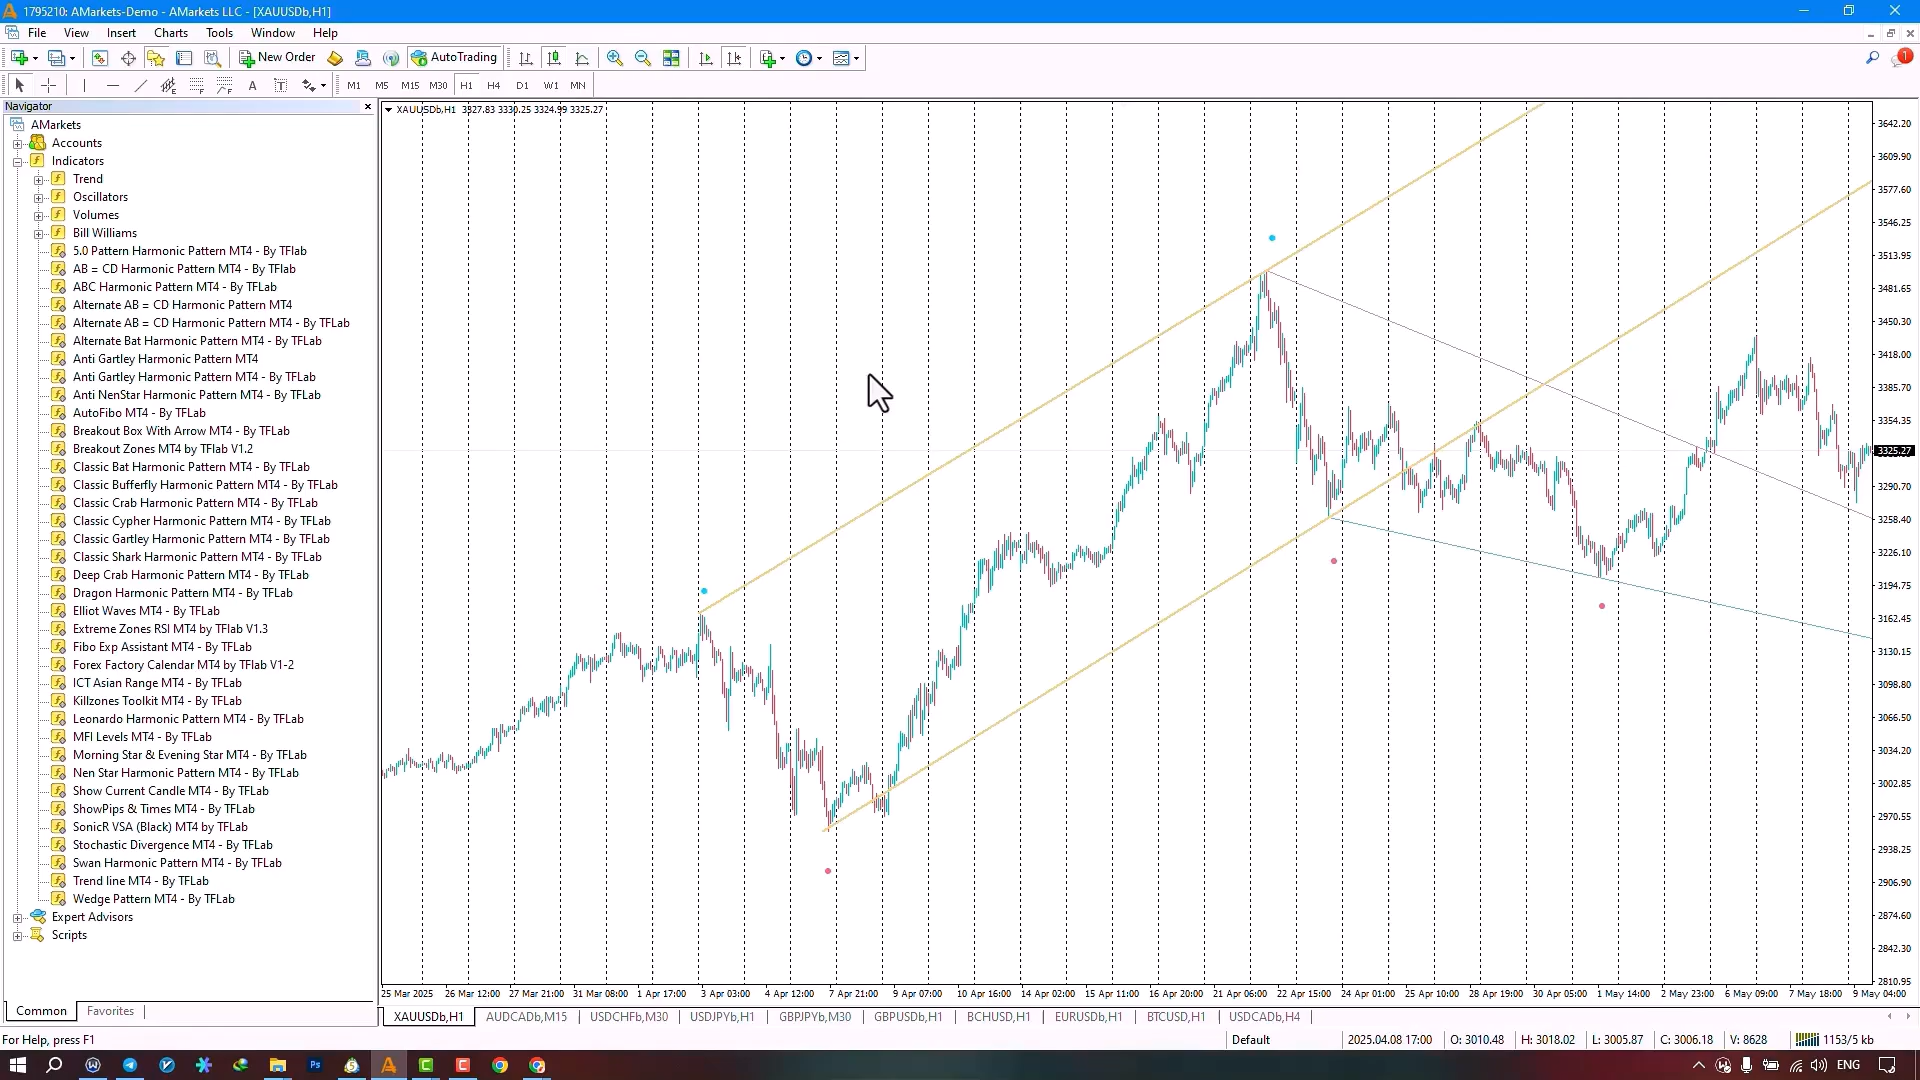 1795210: AMarkets-Demo - AMarkets LLC - [XAUUSDb,H1]
File View Insert Charts Tools Window Help
New Order AutoTrading 1
A T M1 M5 M15 M30 H1 H4 D1 W1 MN
Navigator
AMarkets
Accounts
Indicators
Trend
Oscillators
Volumes
Bill Williams
5.0 Pattern Harmonic Pattern MT4 - By TFlab
AB = CD Harmonic Pattern MT4 - By TFlab
ABC Harmonic Pattern MT4 - By TFLab
Alternate AB = CD Harmonic Pattern MT4
Alternate AB = CD Harmonic Pattern MT4 - By TFLab
Alternate Bat Harmonic Pattern MT4 - By TFLab
Anti Gartley Harmonic Pattern MT4
Anti Gartley Harmonic Pattern MT4 - By TFLab
Anti NenStar Harmonic Pattern MT4 - By TFLab
AutoFibo MT4 - By TFLab
Breakout Box With Arrow MT4 - By TFLab
Breakout Zones MT4 by TFlab V1.2
Classic Bat Harmonic Pattern MT4 - By TFLab
Classic Bufferfly Harmonic Pattern MT4 - By TFLab
Classic Crab Harmonic Pattern MT4 - By TFLab
Classic Cypher Harmonic Pattern MT4 - By TFLab
Classic Gartley Harmonic Pattern MT4 - By TFLab
Classic Shark Harmonic Pattern MT4 - By TFLab
Deep Crab Harmonic Pattern MT4 - By TFLab
Dragon Harmonic Pattern MT4 - By TFLab
Elliot Waves MT4 - By TFLab
Extreme Zones RSI MT4 by TFlab V1.3
Fibo Exp Assistant MT4 - By TFLab
Forex Factory Calendar MT4 by TFlab V1-2
ICT Asian Range MT4 - By TFLab
Killzones Toolkit MT4 - By TFLab
Leonardo Harmonic Pattern MT4 - By TFLab
MFI Levels MT4 - By TFLab
Morning Star & Evening Star MT4 - By TFLab
Nen Star Harmonic Pattern MT4 - By TFLab
Show Current Candle MT4 - By TFLab
ShowPips & Times MT4 - By TFLab
SonicR VSA (Black) MT4 by TFLab
Stochastic Divergence MT4 - By TFLab
Swan Harmonic Pattern MT4 - By TFLab
Trend line MT4 - By TFLab
Wedge Pattern MT4 - By TFLab
Expert Advisors
Scripts
Common Favorites
XAUUSDb,H1 3327.83 3330.25 3324.99 3325.27
3642.20
3609.90
3577.60
3546.25
3513.95
3481.65
3450.30
3418.00
3385.70
3354.35
3325.27
3290.70
3258.40
3226.10
3194.75
3162.45
3130.15
3098.80
3066.50
3034.20
3002.85
2970.55
2938.25
2906.90
2874.60
2842.30
2810.95
25 Mar 2025 26 Mar 12:00 27 Mar 21:00 31 Mar 08:00 1 Apr 17:00 3 Apr 03:00 4 Apr 12:00 7 Apr 21:00 9 Apr 07:00 10 Apr 16:00 14 Apr 02:00 15 Apr 11:00 16 Apr 20:00 21 Apr 06:00 22 Apr 15:00 24 Apr 01:00 25 Apr 10:00 28 Apr 19:00 30 Apr 05:00 1 May 14:00 2 May 23:00 6 May 09:00 7 May 18:00 9 May 04:00
XAUUSDb,H1 AUDCADb,M15 USDCHFb,M30 USDJPYb,H1 GBPJPYb,M30 GBPUSDb,H1 BCHUSD,H1 EURUSDb,H1 BTCUSD,H1 USDCADb,H4
For Help, press F1 Default 2025.04.08 17:00 O: 3010.48 H: 3018.02 L: 3005.87 C: 3006.18 V: 8628 1153/5 kb
Ps ENG